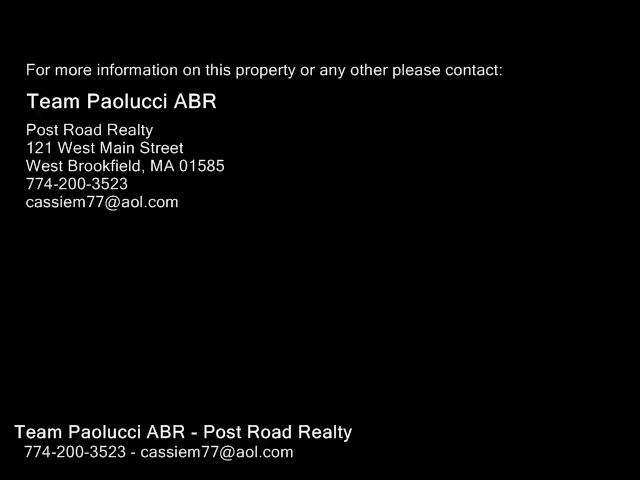 For more information on this property or any other please contact:
Team Paolucci ABR
Post Road Realty
121 West Main Street
West Brookfield, MA 01585
774-200-3523
cassiem77@aol.com
Team Paolucci ABR - Post Road Realty
774-200-3523 - cassiem77@aol.com